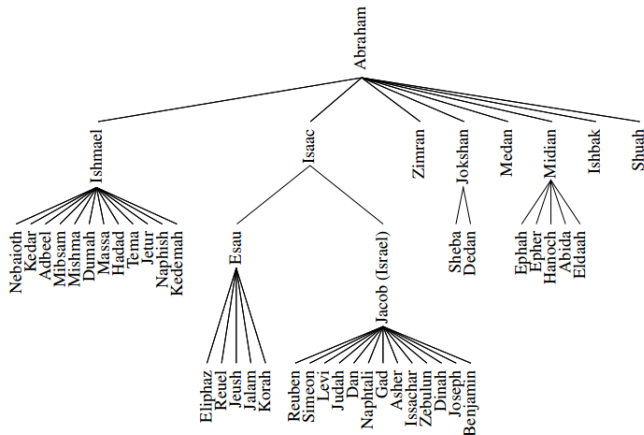 Abraham
Ishmael
Isaac
Zimran
Jokshan
Medan
Midian
Ishbak
Shuah
Nebaioth
Kedar
Adbeel
Mibsam
Mishma
Dumah
Massa
Hadad
Tema
Jetur
Naphish
Kedemah
Esau
Jacob (Israel)
Sheba
Dedan
Ephah
Epher
Hanoch
Abida
Eldaah
Eliphaz
Reuel
Jeush
Jalam
Korah
Reuben
Simeon
Levi
Judah
Dan
Naphtali
Gad
Asher
Issachar
Zebulun
Dinah
Joseph
Benjamin